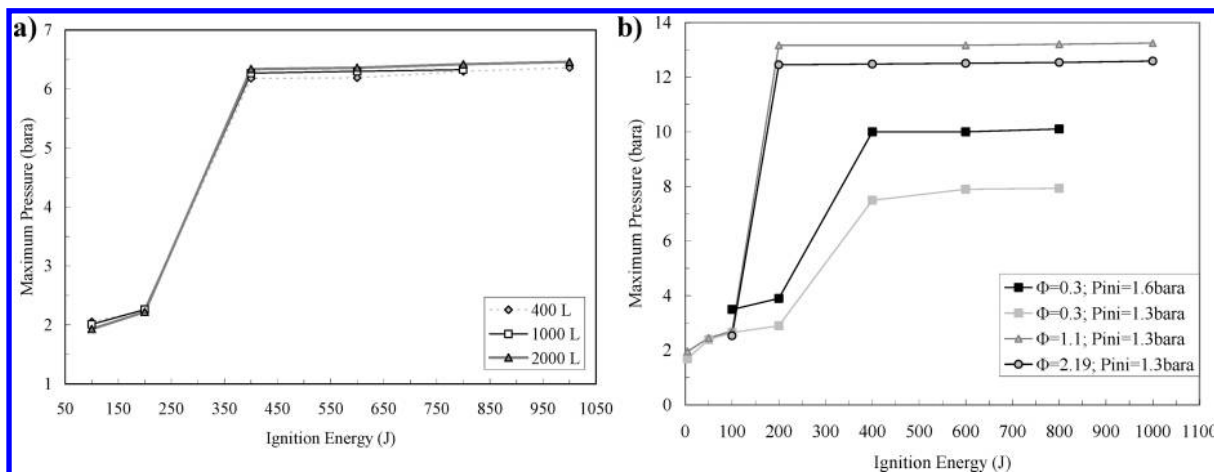 a)
7
6
5
4
3
2
1
Maximum Pressure (bara)
50 150 250 350 450 550 650 750 850 950 1050
Ignition Energy (J)
400 L
1000 L
2000 L
b)
14
12
10
8
6
4
2
0
Maximum Pressure (bara)
0 100 200 300 400 500 600 700 800 900 1000 1100
Ignition Energy (J)
Φ=0.3; Pini=1.6bara
Φ=0.3; Pini=1.3bara
Φ=1.1; Pini=1.3bara
Φ=2.19; Pini=1.3bara